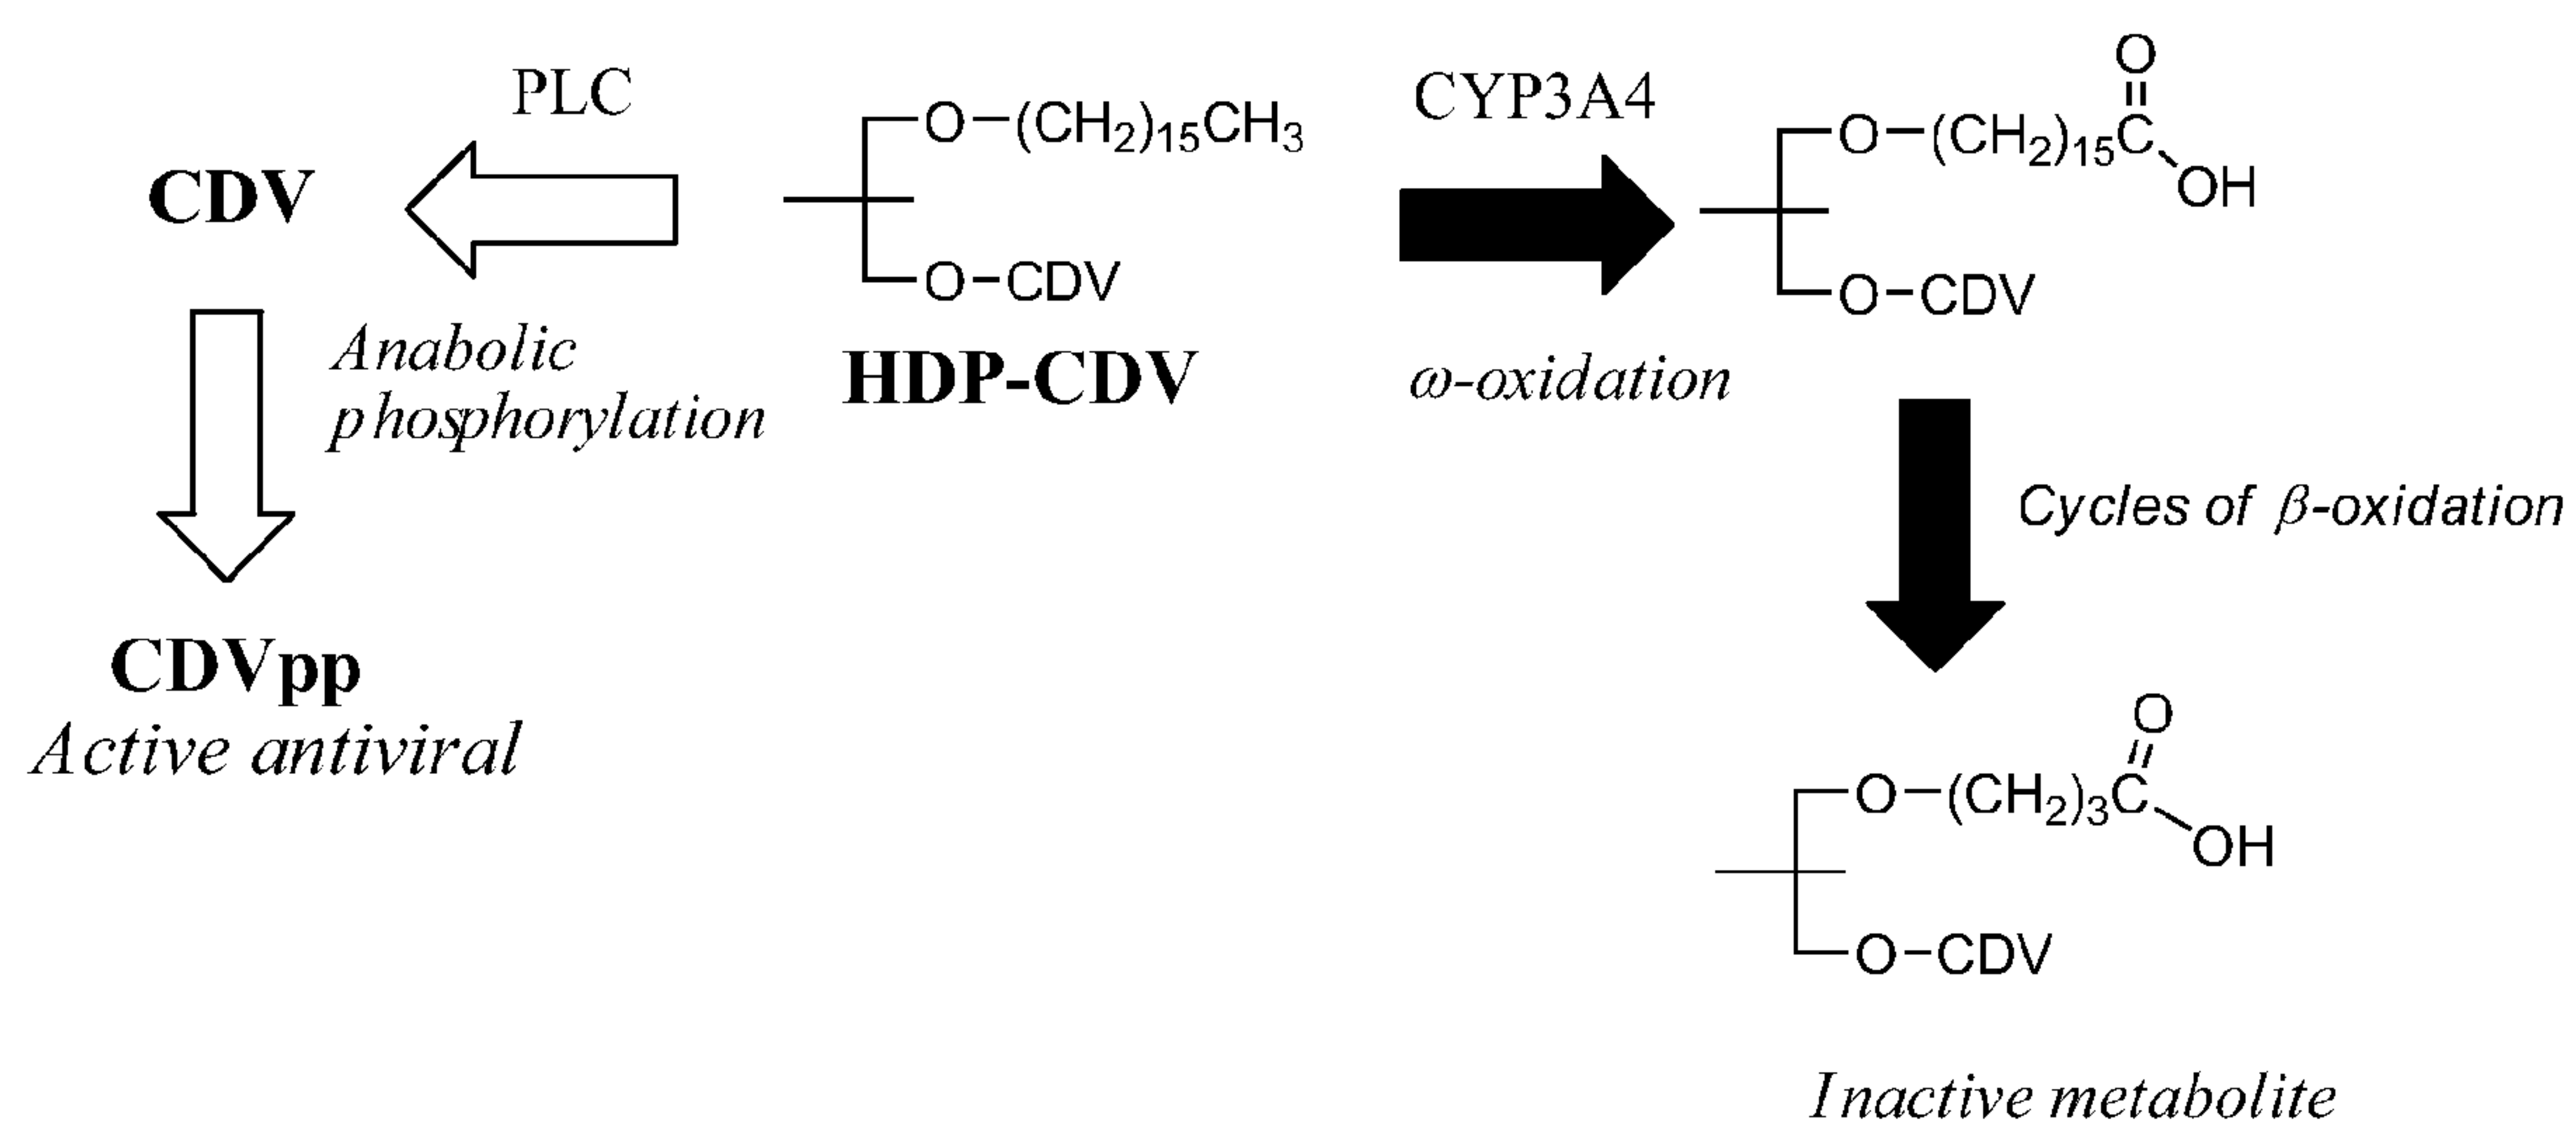 PLC
CDV
Anabolic
phosphorylation
CDVpp
Active antiviral
O–(CH₂)₁₅CH₃
O–CDV
HDP-CDV
CYP3A4
ω-oxidation
O
O–(CH₂)₁₅C
OH
O–CDV
Cycles of β-oxidation
O
O–(CH₂)₃C
OH
O–CDV
Inactive metabolite